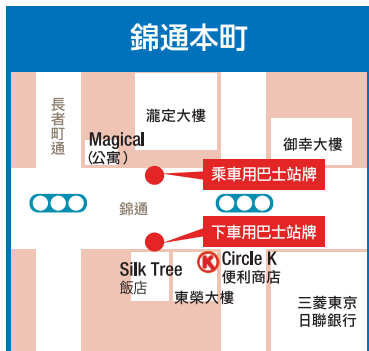 錦通本町
長者町通
瀧定大樓
Magical
(公寓)
御幸大樓
乘車用巴士站牌
錦通
下車用巴士站牌
Silk Tree
飯店
K
Circle K
便利商店
東榮大樓
三菱東京
日聯銀行